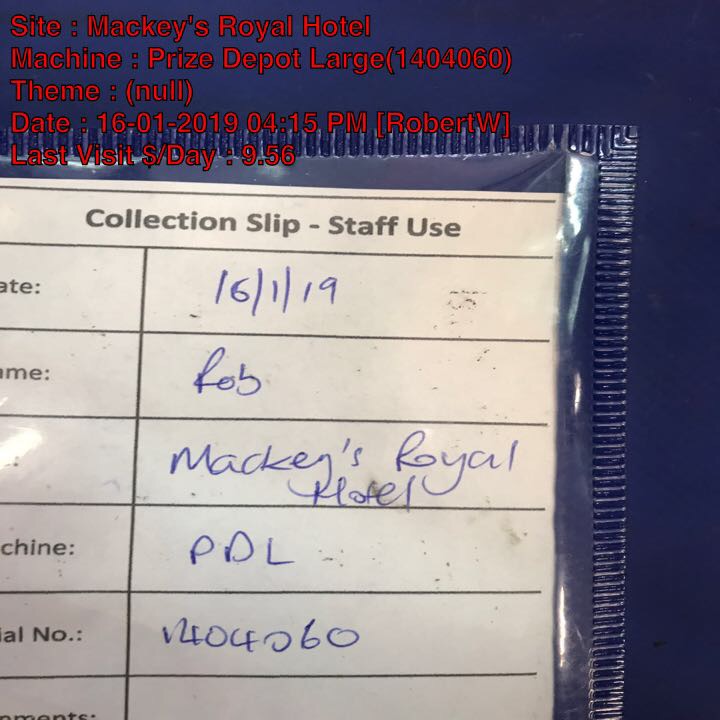 Site : Mackey's Royal Hotel
Machine : Prize Depot Large(1404060)
Theme : (null)
Date : 16-01-2019 04:15 PM [RobertW]
Last Visit $/Day : 9.56
Collection Slip - Staff Use
ate: 16/1/19
ame: Rob
: Mackey's Royal
Hotel
chine: PDL
ial No.: 1404060
nments: